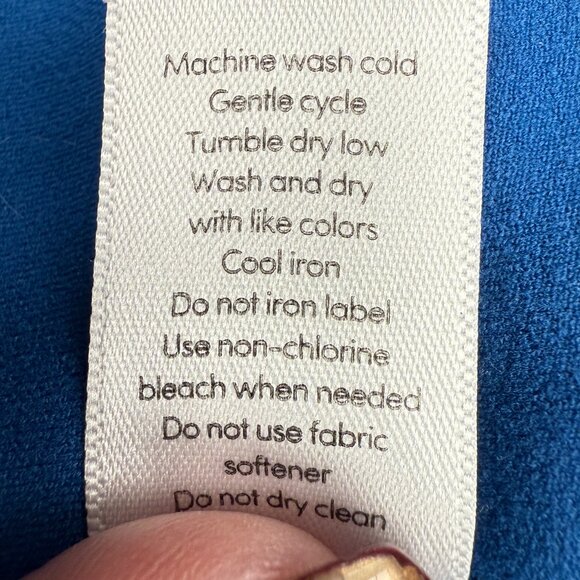 Machine wash cold
Gentle cycle
Tumble dry low
Wash and dry
with like colors
Cool iron
Do not iron label
Use non-chlorine
bleach when needed
Do not use fabric
softener
Do not dry clean